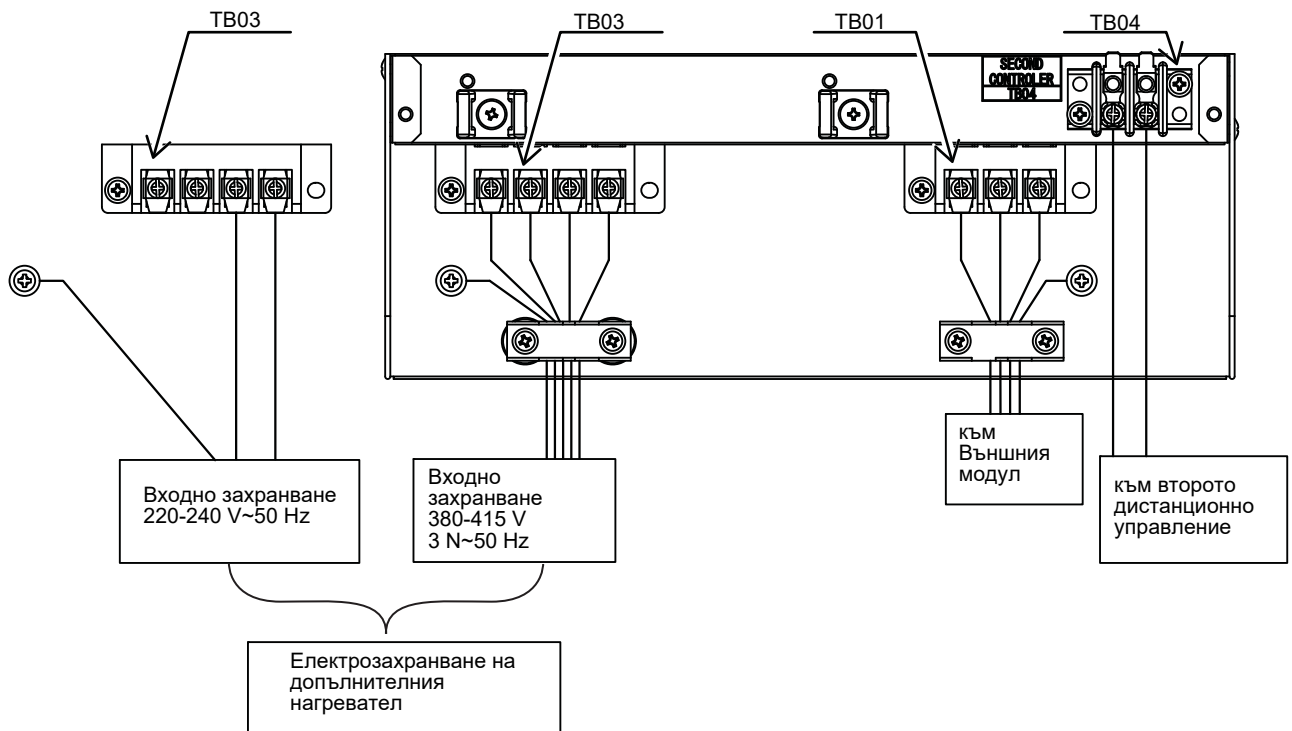 TB03
TB03
TB01
TB04
SECOND
CONTROLER
TB04
Входно захранване
220-240 V~50 Hz
Входно
захранване
380-415 V
3 N~50 Hz
към
Външния
модул
към второто
дистанционно
управление
Електрозахранване на
допълнителния
нагревател